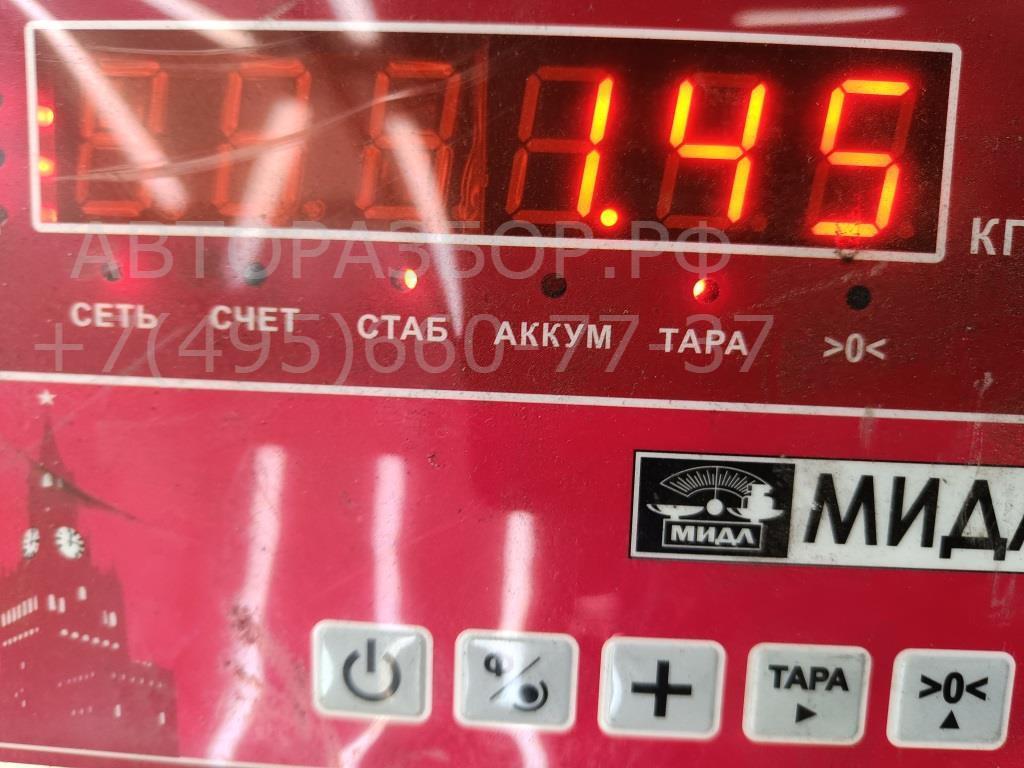 1.45
КГ
АВТОРАЗБОР.РФ
СЕТЬ СЧЕТ СТАБ АККУМ ТАРА >0<
+7(495)660-77-37
МИДЛ МИДЛ
Ф
ТАРА >0<